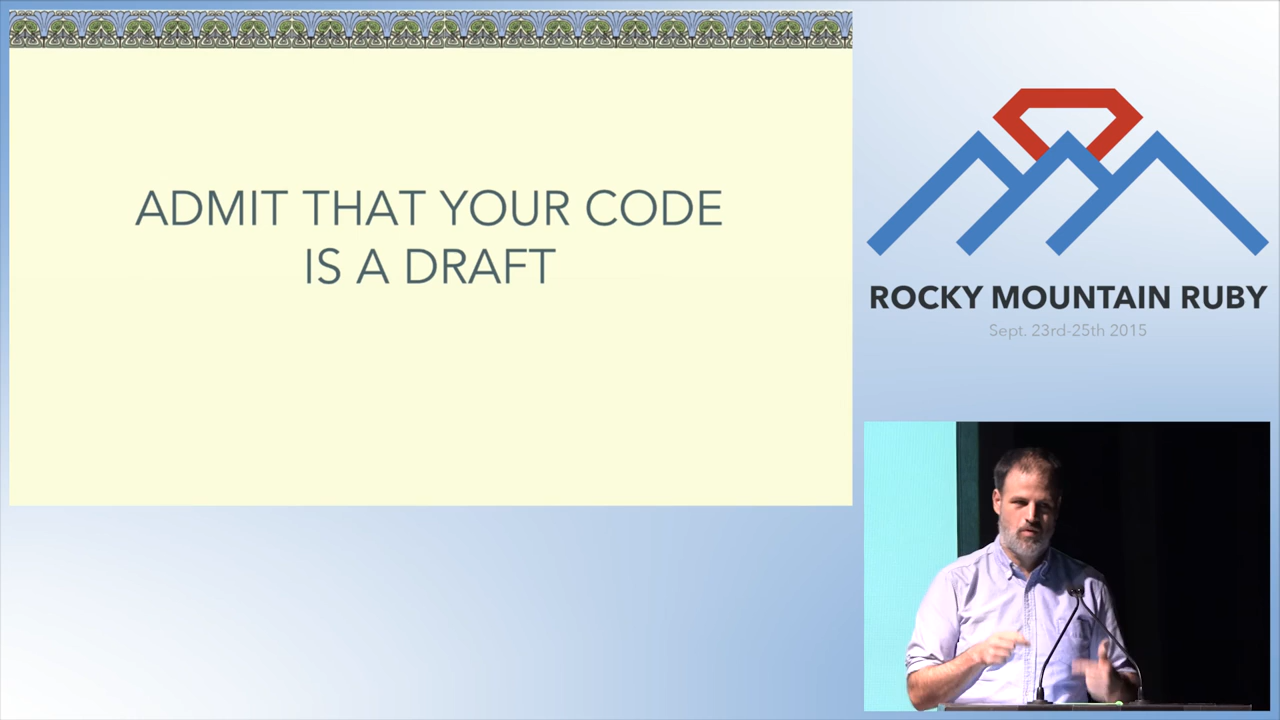 ADMIT THAT YOUR CODE
IS A DRAFT
ROCKY MOUNTAIN RUBY
Sept. 23rd-25th 2015